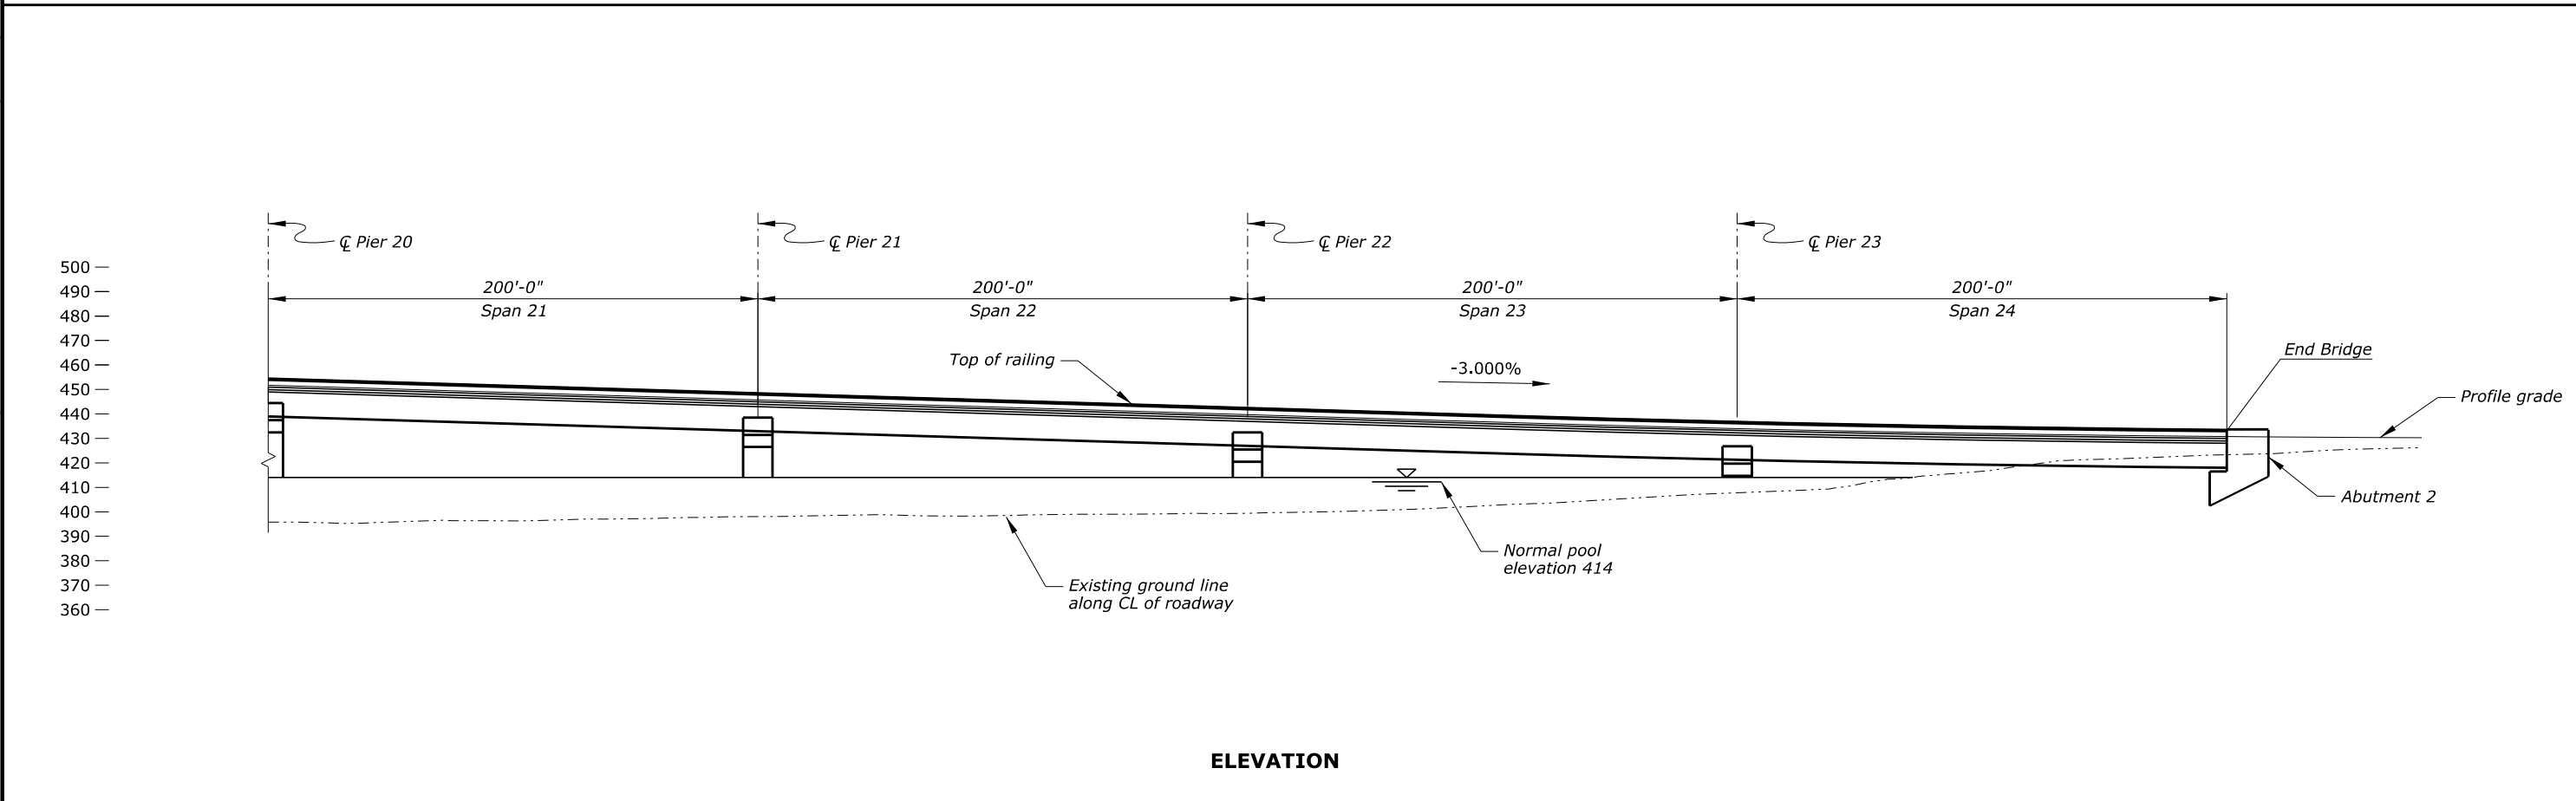 ℄ Pier 20
℄ Pier 21
℄ Pier 22
℄ Pier 23
500
490
480
470
460
450
440
430
420
410
400
390
380
370
360
200'-0"
Span 21
200'-0"
Span 22
200'-0"
Span 23
200'-0"
Span 24
Top of railing
-3.000%
End Bridge
Profile grade
Abutment 2
Normal pool
elevation 414
Existing ground line
along CL of roadway
ELEVATION